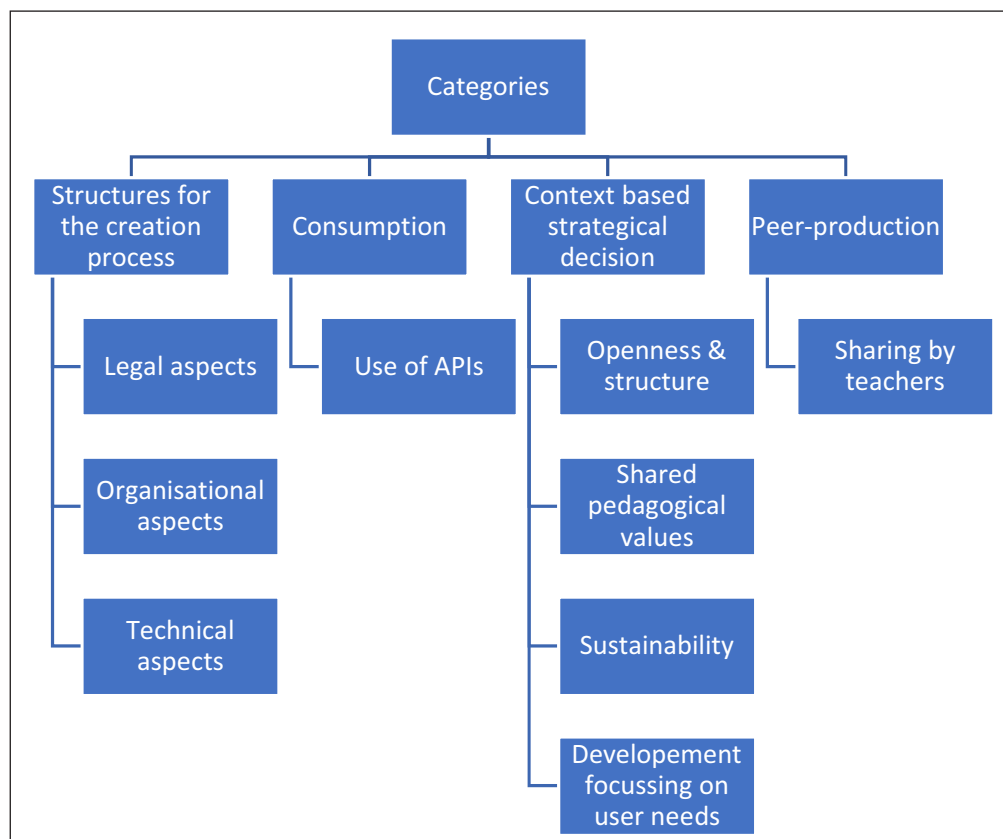 Categories
Structures for
the creation
process
Consumption
Context based
strategical
decision
Peer-production
Legal aspects
Use of APIs
Openness &
structure
Sharing by
teachers
Organisational
aspects
Shared
pedagogical
values
Technical
aspects
Sustainability
Developement
focussing on
user needs